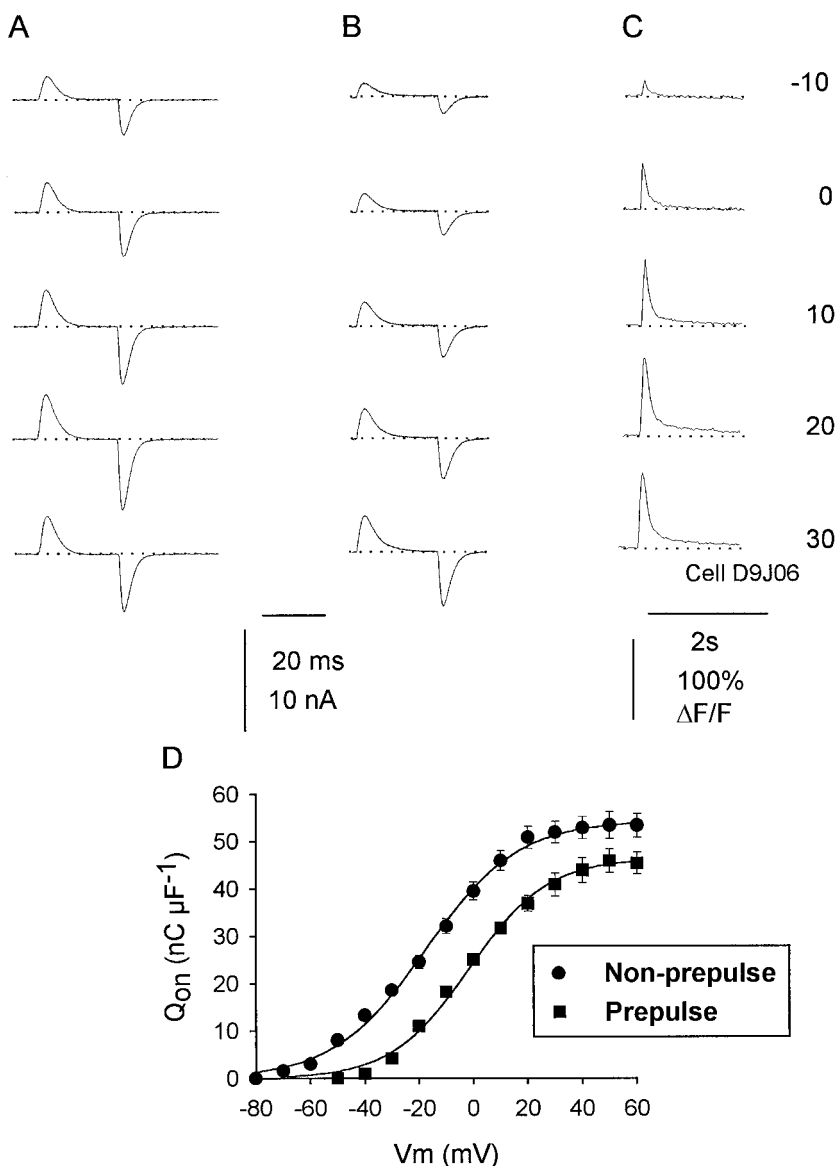 A
B
C
-10
0
10
20
30
Cell D9J06
20 ms
10 nA
2s
100%
ΔF/F
D
60
50
40
30
20
10
0
Qon (nC μF-1)
Non-prepulse
Prepulse
-80 -60 -40 -20 0 20 40 60
Vm (mV)